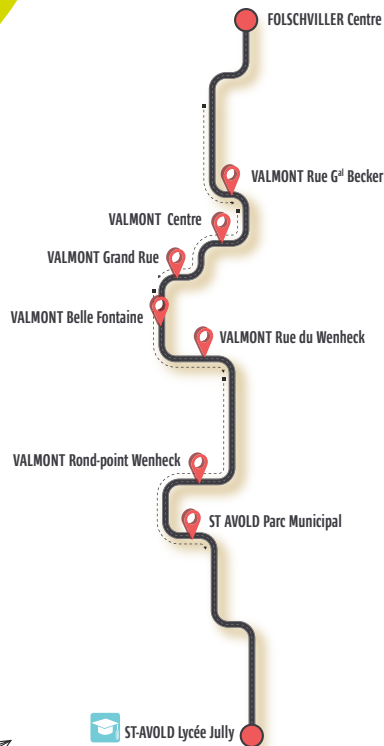 FOLSCHVILLER Centre
VALMONT Rue Gal Becker
VALMONT Centre
VALMONT Grand Rue
VALMONT Belle Fontaine
VALMONT Rue du Wenheck
VALMONT Rond-point Wenheck
ST AVOLD Parc Municipal
ST-AVOLD Lycée Jully